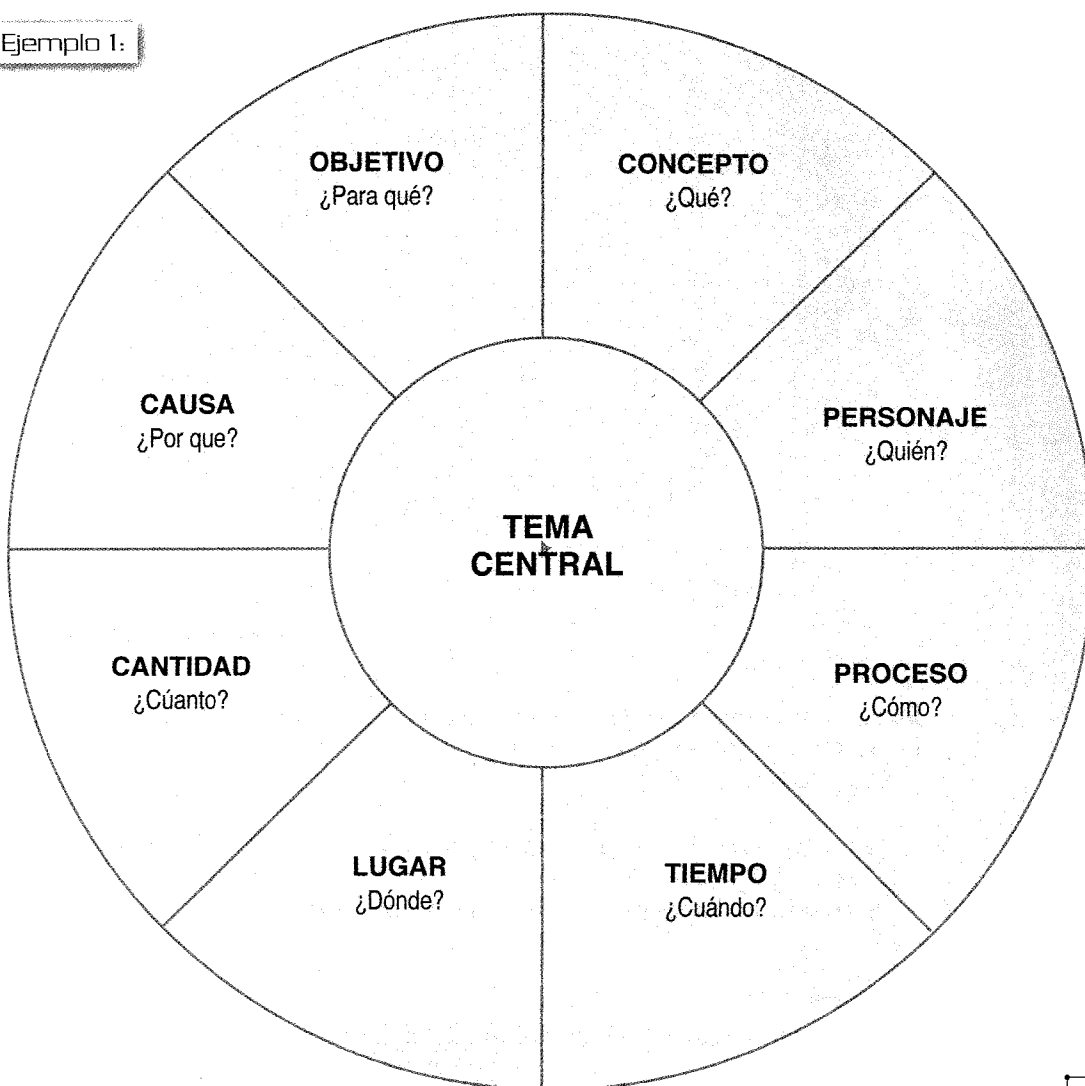 Ejemplo 1:
OBJETIVO
¿Para qué?
CONCEPTO
¿Qué?
CAUSA
¿Por que?
PERSONAJE
¿Quién?
TEMA
CENTRAL
CANTIDAD
¿Cúanto?
PROCESO
¿Cómo?
LUGAR
¿Dónde?
TIEMPO
¿Cuándo?